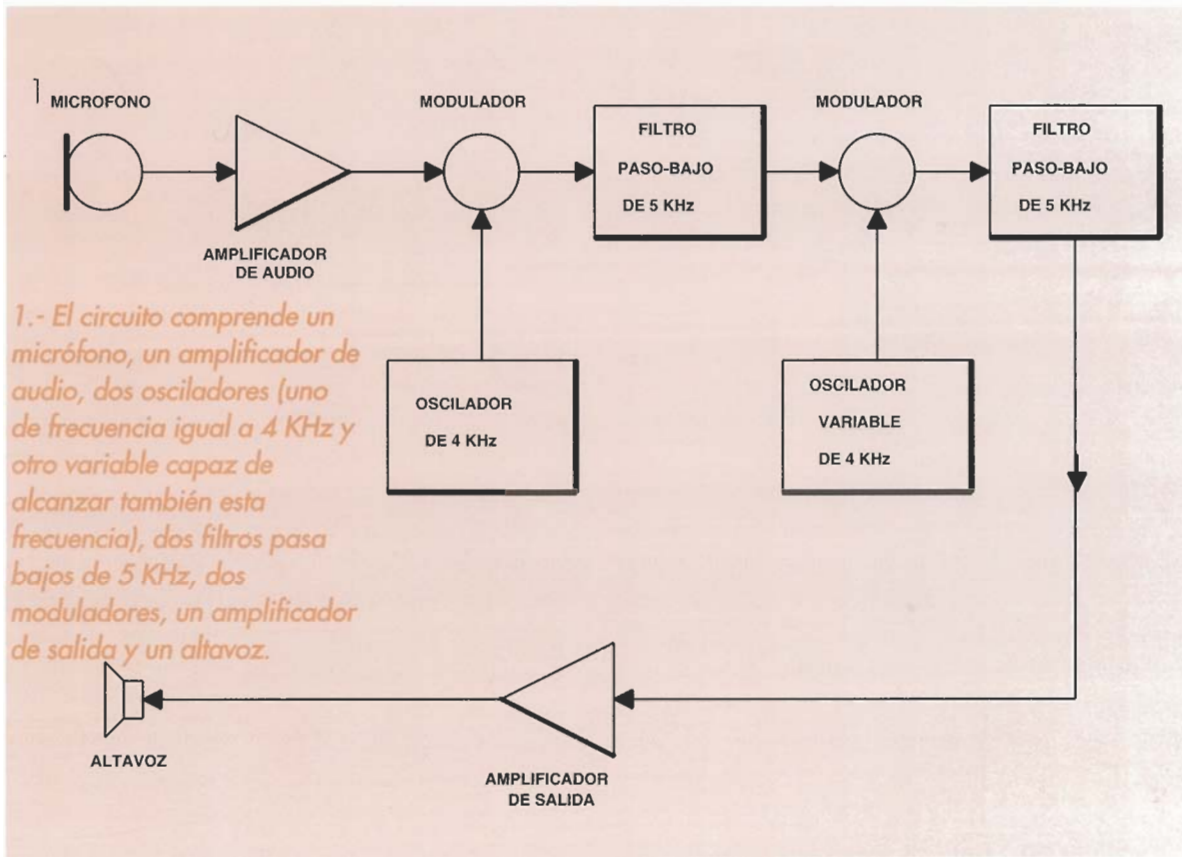 1
MICROFONO
MODULADOR
FILTRO
PASO-BAJO
DE 5 KHz
MODULADOR
FILTRO
PASO-BAJO
DE 5 KHz
AMPLIFICADOR
DE AUDIO
1.- El circuito comprende un
micrófono, un amplificador de
audio, dos osciladores (uno
de frecuencia igual a 4 KHz y
otro variable capaz de
alcanzar también esta
frecuencia), dos filtros pasa
bajos de 5 KHz, dos
moduladores, un amplificador
de salida y un altavoz.
OSCILADOR
DE 4 KHz
OSCILADOR
VARIABLE
DE 4 KHz
ALTAVOZ
AMPLIFICADOR
DE SALIDA